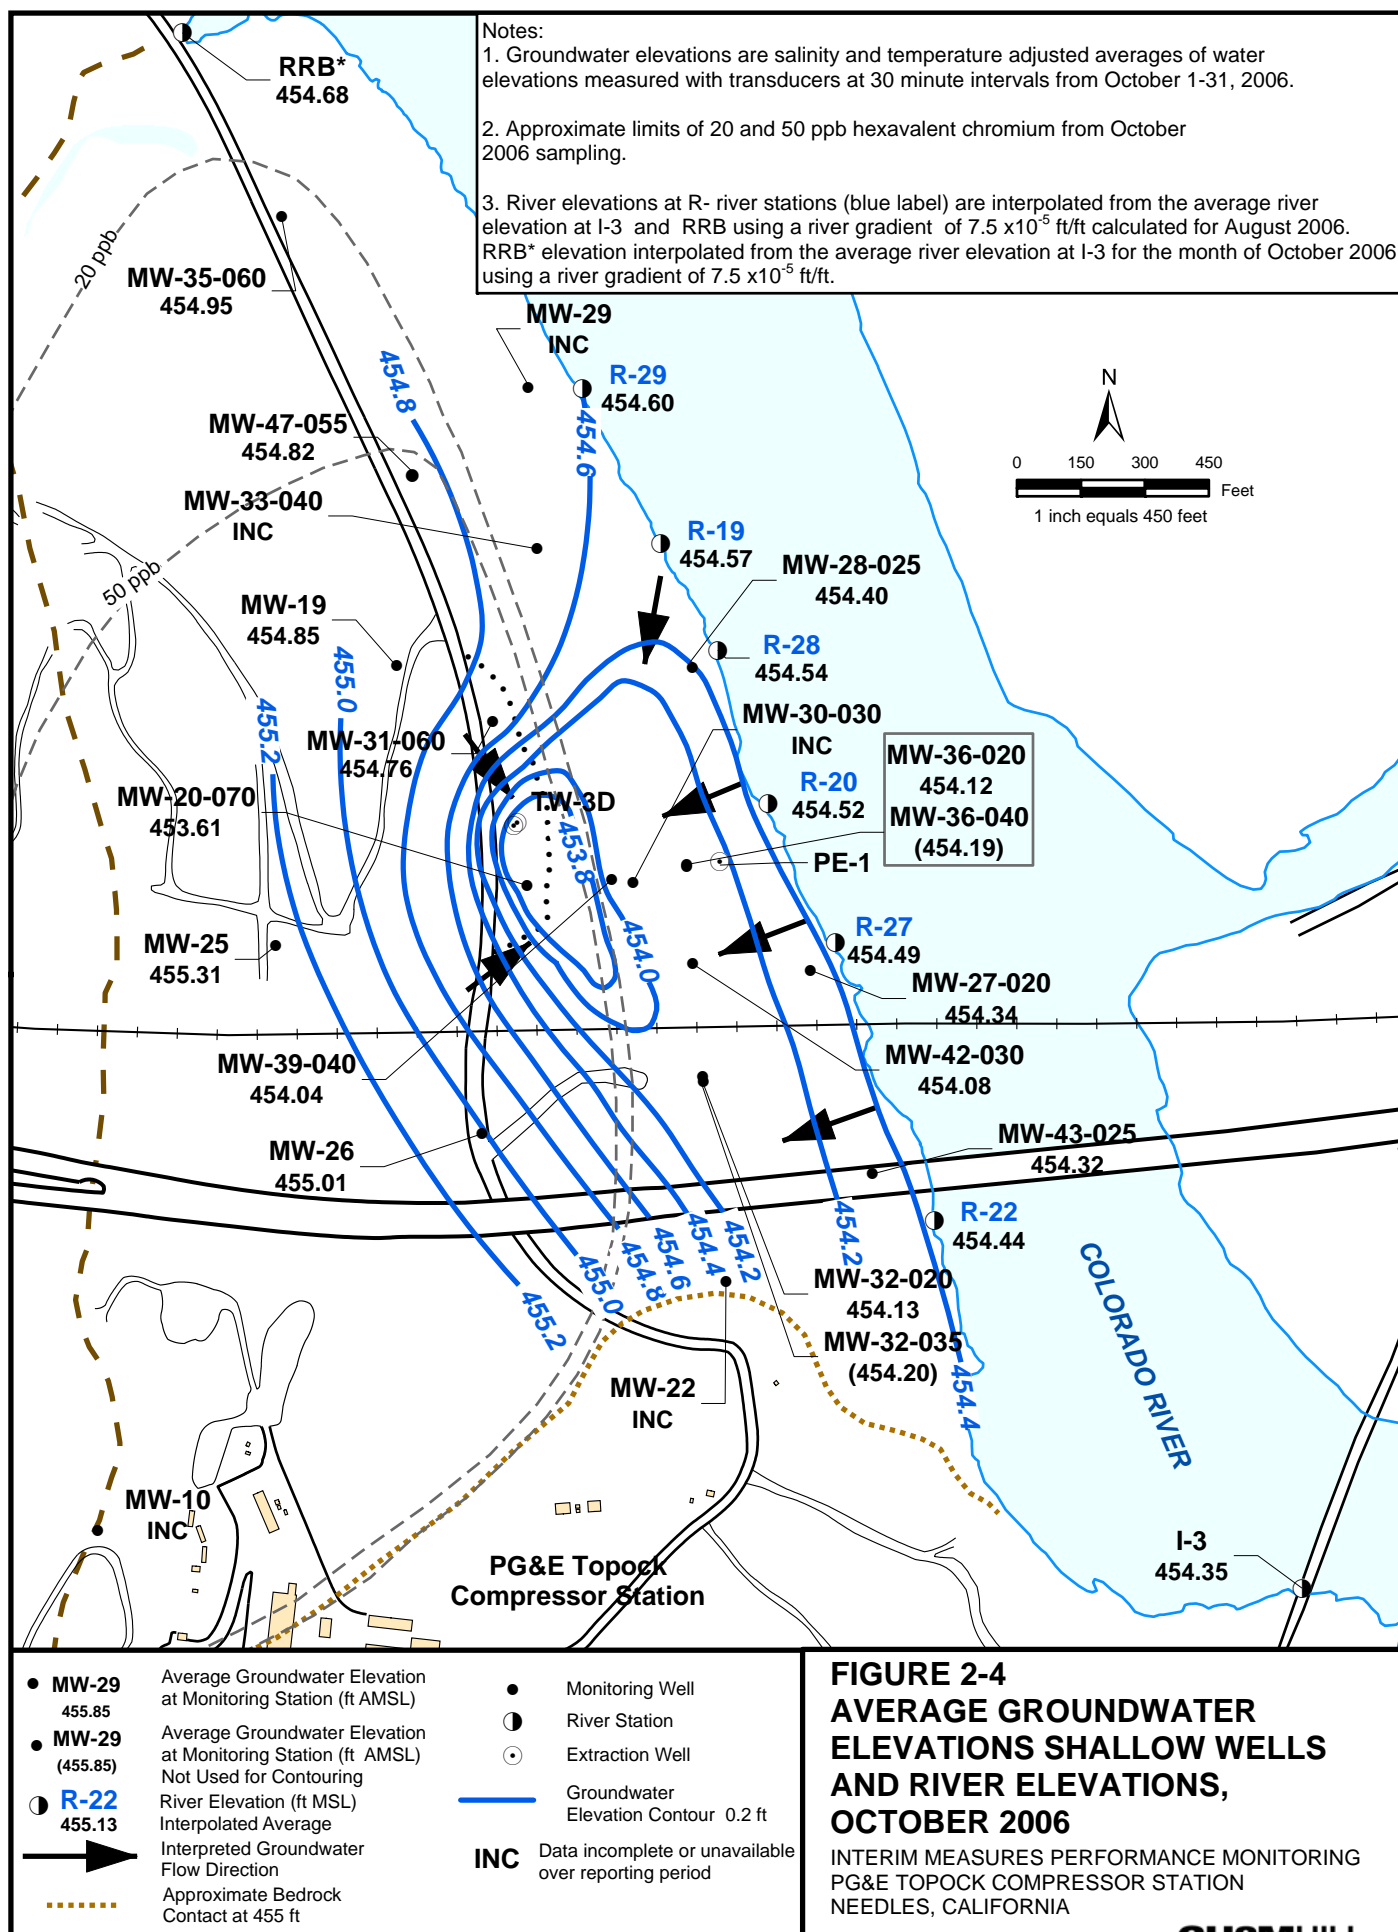 Notes:
1. Groundwater elevations are salinity and temperature adjusted averages of water
elevations measured with transducers at 30 minute intervals from October 1-31, 2006.
2. Approximate limits of 20 and 50 ppb hexavalent chromium from October
2006 sampling.
3. River elevations at R- river stations (blue label) are interpolated from the average river
elevation at I-3 and RRB using a river gradient of 7.5 x10-5 ft/ft calculated for August 2006.
RRB* elevation interpolated from the average river elevation at I-3 for the month of October 2006
using a river gradient of 7.5 x10-5 ft/ft.
RRB*
454.68
20 ppb
MW-35-060
454.95
MW-29
INC
454.8
R-29
454.60
N
454.6
MW-47-055
454.82
0 150 300 450
Feet
1 inch equals 450 feet
MW-33-040
INC
R-19
454.57
50 ppb
MW-28-025
454.40
MW-19
454.85
R-28
454.54
455.0
455.2
MW-30-030
INC
MW-31-060
454.76
MW-36-020
454.12
MW-36-040
(454.19)
R-20
454.52
MW-20-070
453.61
TW-3D
453.8
PE-1
MW-25
455.31
454.0
R-27
454.49
MW-27-020
454.34
MW-39-040
454.04
MW-42-030
454.08
MW-26
455.01
MW-43-025
454.32
R-22
454.44
455.2
455.0
454.8
454.6
454.4
454.2
454.2
COLORADO RIVER
MW-32-020
454.13
MW-32-035
(454.20)
454.4
MW-22
INC
MW-10
INC
PG&E Topock
Compressor Station
I-3
454.35
MW-29
455.85
Average Groundwater Elevation
at Monitoring Station (ft AMSL)
MW-29
(455.85)
Average Groundwater Elevation
at Monitoring Station (ft AMSL)
Not Used for Contouring
R-22
455.13
River Elevation (ft MSL)
Interpolated Average
Interpreted Groundwater
Flow Direction
Approximate Bedrock
Contact at 455 ft
Monitoring Well
River Station
Extraction Well
Groundwater
Elevation Contour 0.2 ft
INC
Data incomplete or unavailable
over reporting period
FIGURE 2-4
AVERAGE GROUNDWATER
ELEVATIONS SHALLOW WELLS
AND RIVER ELEVATIONS,
OCTOBER 2006
INTERIM MEASURES PERFORMANCE MONITORING
PG&E TOPOCK COMPRESSOR STATION
NEEDLES, CALIFORNIA